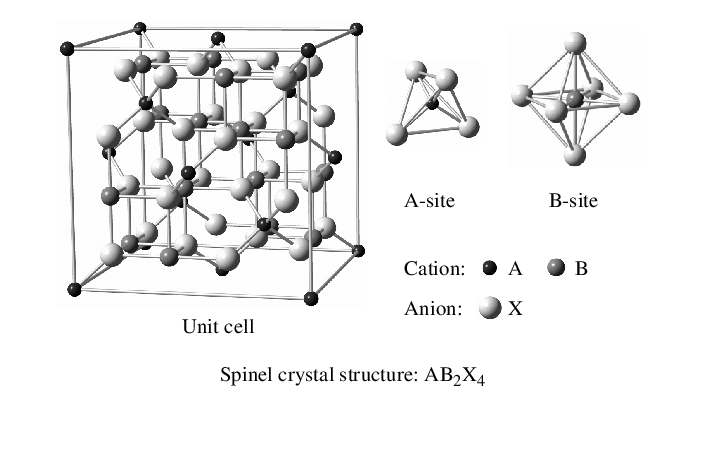 A-site B-site
Cation: A B
Anion: X
Unit cell
Spinel crystal structure: AB₂X₄